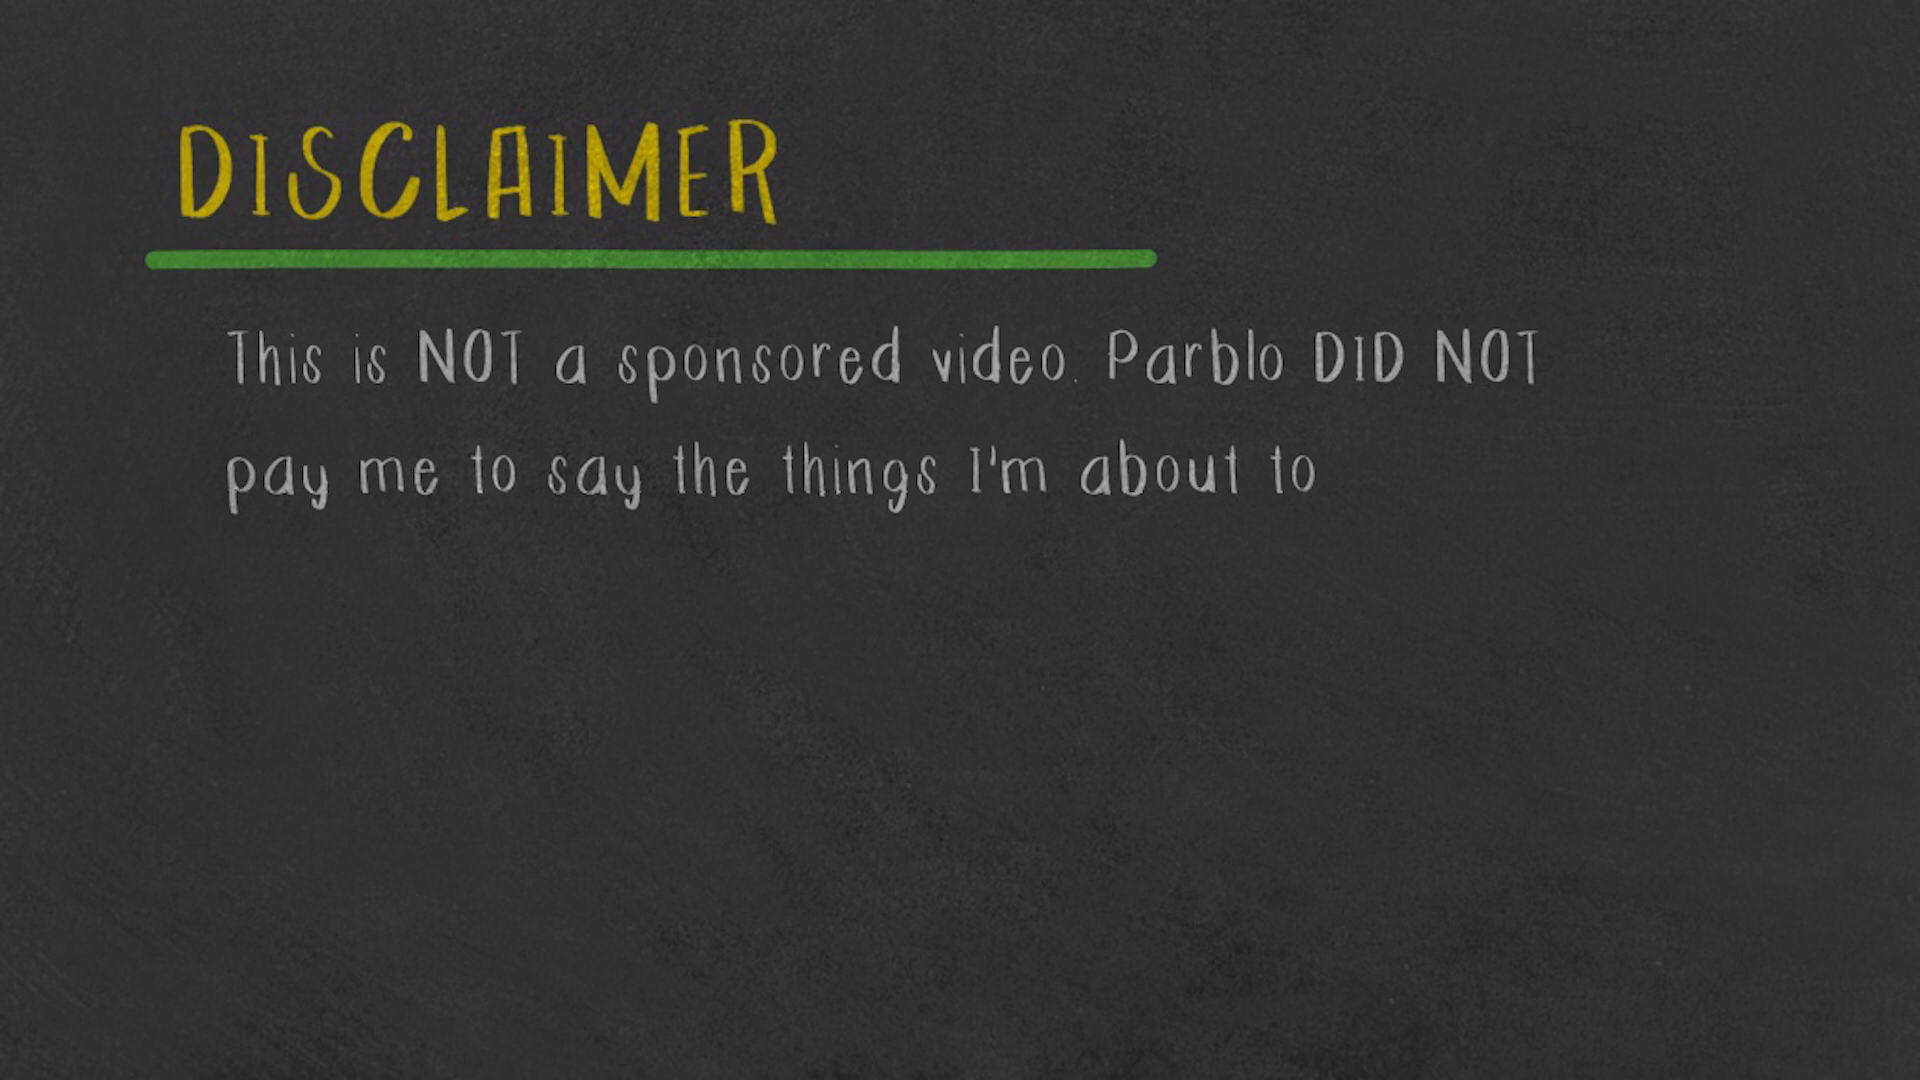 DISCLAIMER
This is NOT a sponsored video. Parblo DID NOT
pay me to say the things I'm about to